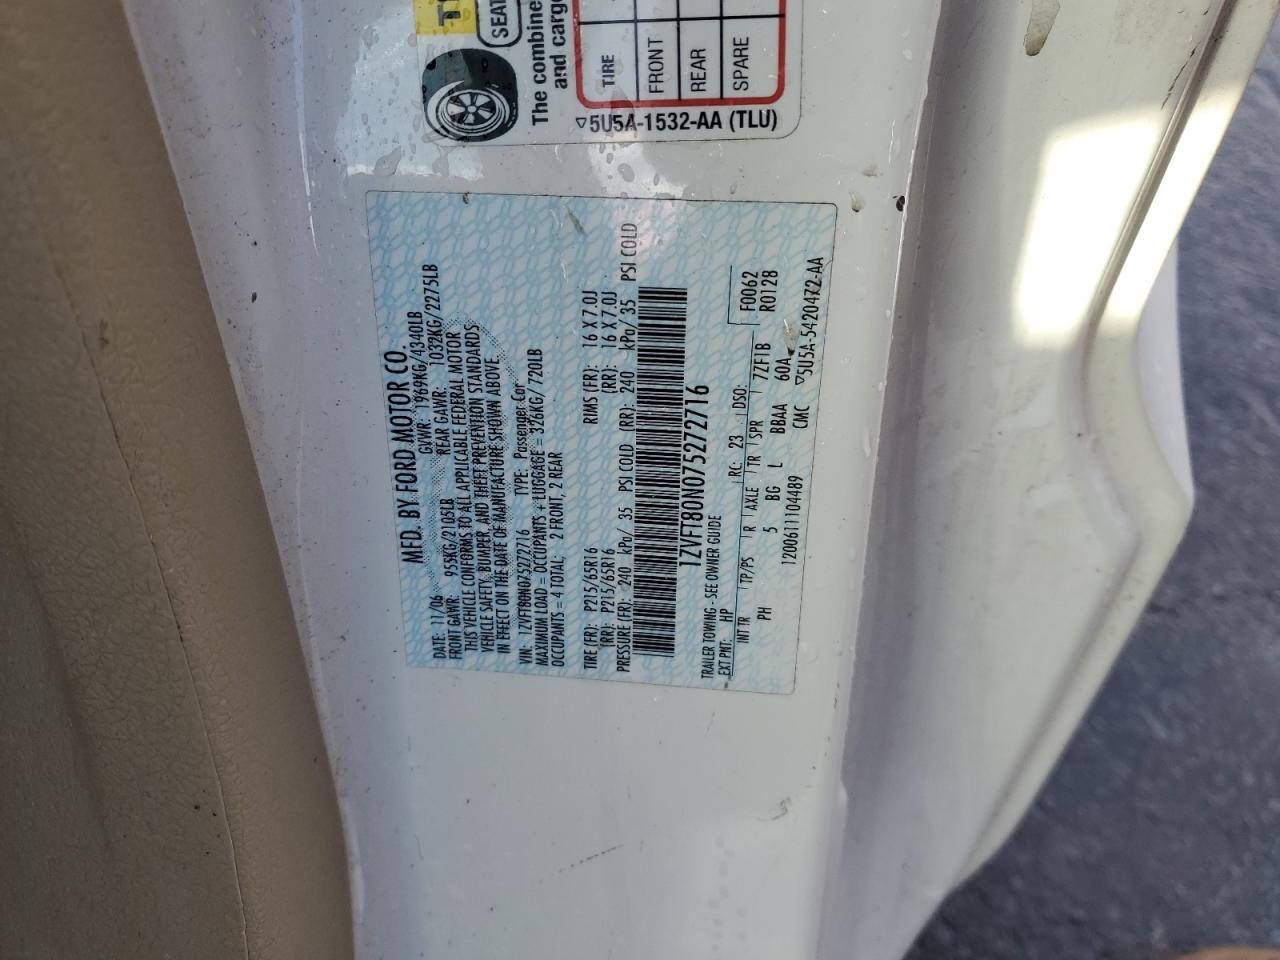 SEAT
The combine
and cargo
TIRE
FRONT
REAR
SPARE
▽5U5A-1532-AA (TLU)
MFD. BY FORD MOTOR CO.
DATE: 11/06 GVWR: 1969KG/4340LB
FRONT GAWR: 955KG/2105LB REAR GAWR: 1032KG/2275LB
THIS VEHICLE CONFORMS TO ALL APPLICABLE FEDERAL MOTOR
VEHICLE SAFETY, BUMPER, AND THEFT PREVENTION STANDARDS
IN EFFECT ON THE DATE OF MANUFACTURE SHOWN ABOVE.
VIN: 1ZVFT80N075272716 TYPE: Passenger Car
MAXIMUM LOAD = OCCUPANTS + LUGGAGE = 326KG/720LB
OCCUPANTS = 4 TOTAL; 2 FRONT, 2 REAR
TIRE (FR): P215/65R16 RIMS (FR): 16 X 7.0J
(RR): P215/65R16 (RR): 16 X 7.0J
PRESSURE (FR): 240 kPa/ 35 PSI COLD (RR): 240 kPa/ 35 PSI COLD
1ZVFT80N075272716
TRAILER TOWING - SEE OWNER GUIDE F0062
EXT PNT: HP RC: 23 DSO: R0128
INT TR TP/PS R AXLE TR SPR 7ZF1B
PH 5 BG L BBAA 60A
1200611104489 CMC
▽5U5A-5420472-AA